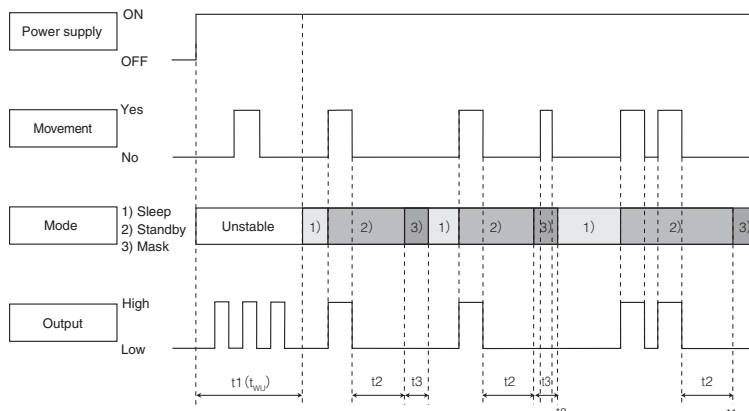 Power supply
ON
OFF
Movement
Yes
No
Mode
1) Sleep
2) Standby
3) Mask
Unstable
1)
2)
3)
1)
2)
3)
1)
2)
3)
Output
High
Low
t1 (tWU)
t2
t3
t2
t3
t2